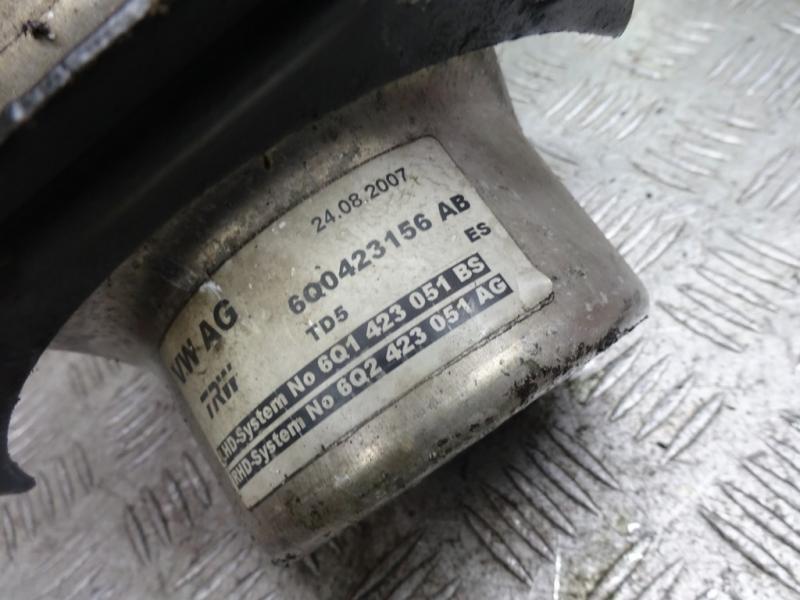 24.08.2007
VW AG 6Q0423156 AB
TRW TD5 ES
LHD-System No 6Q1 423 051 BS
RHD-System No 6Q2 423 051 AG